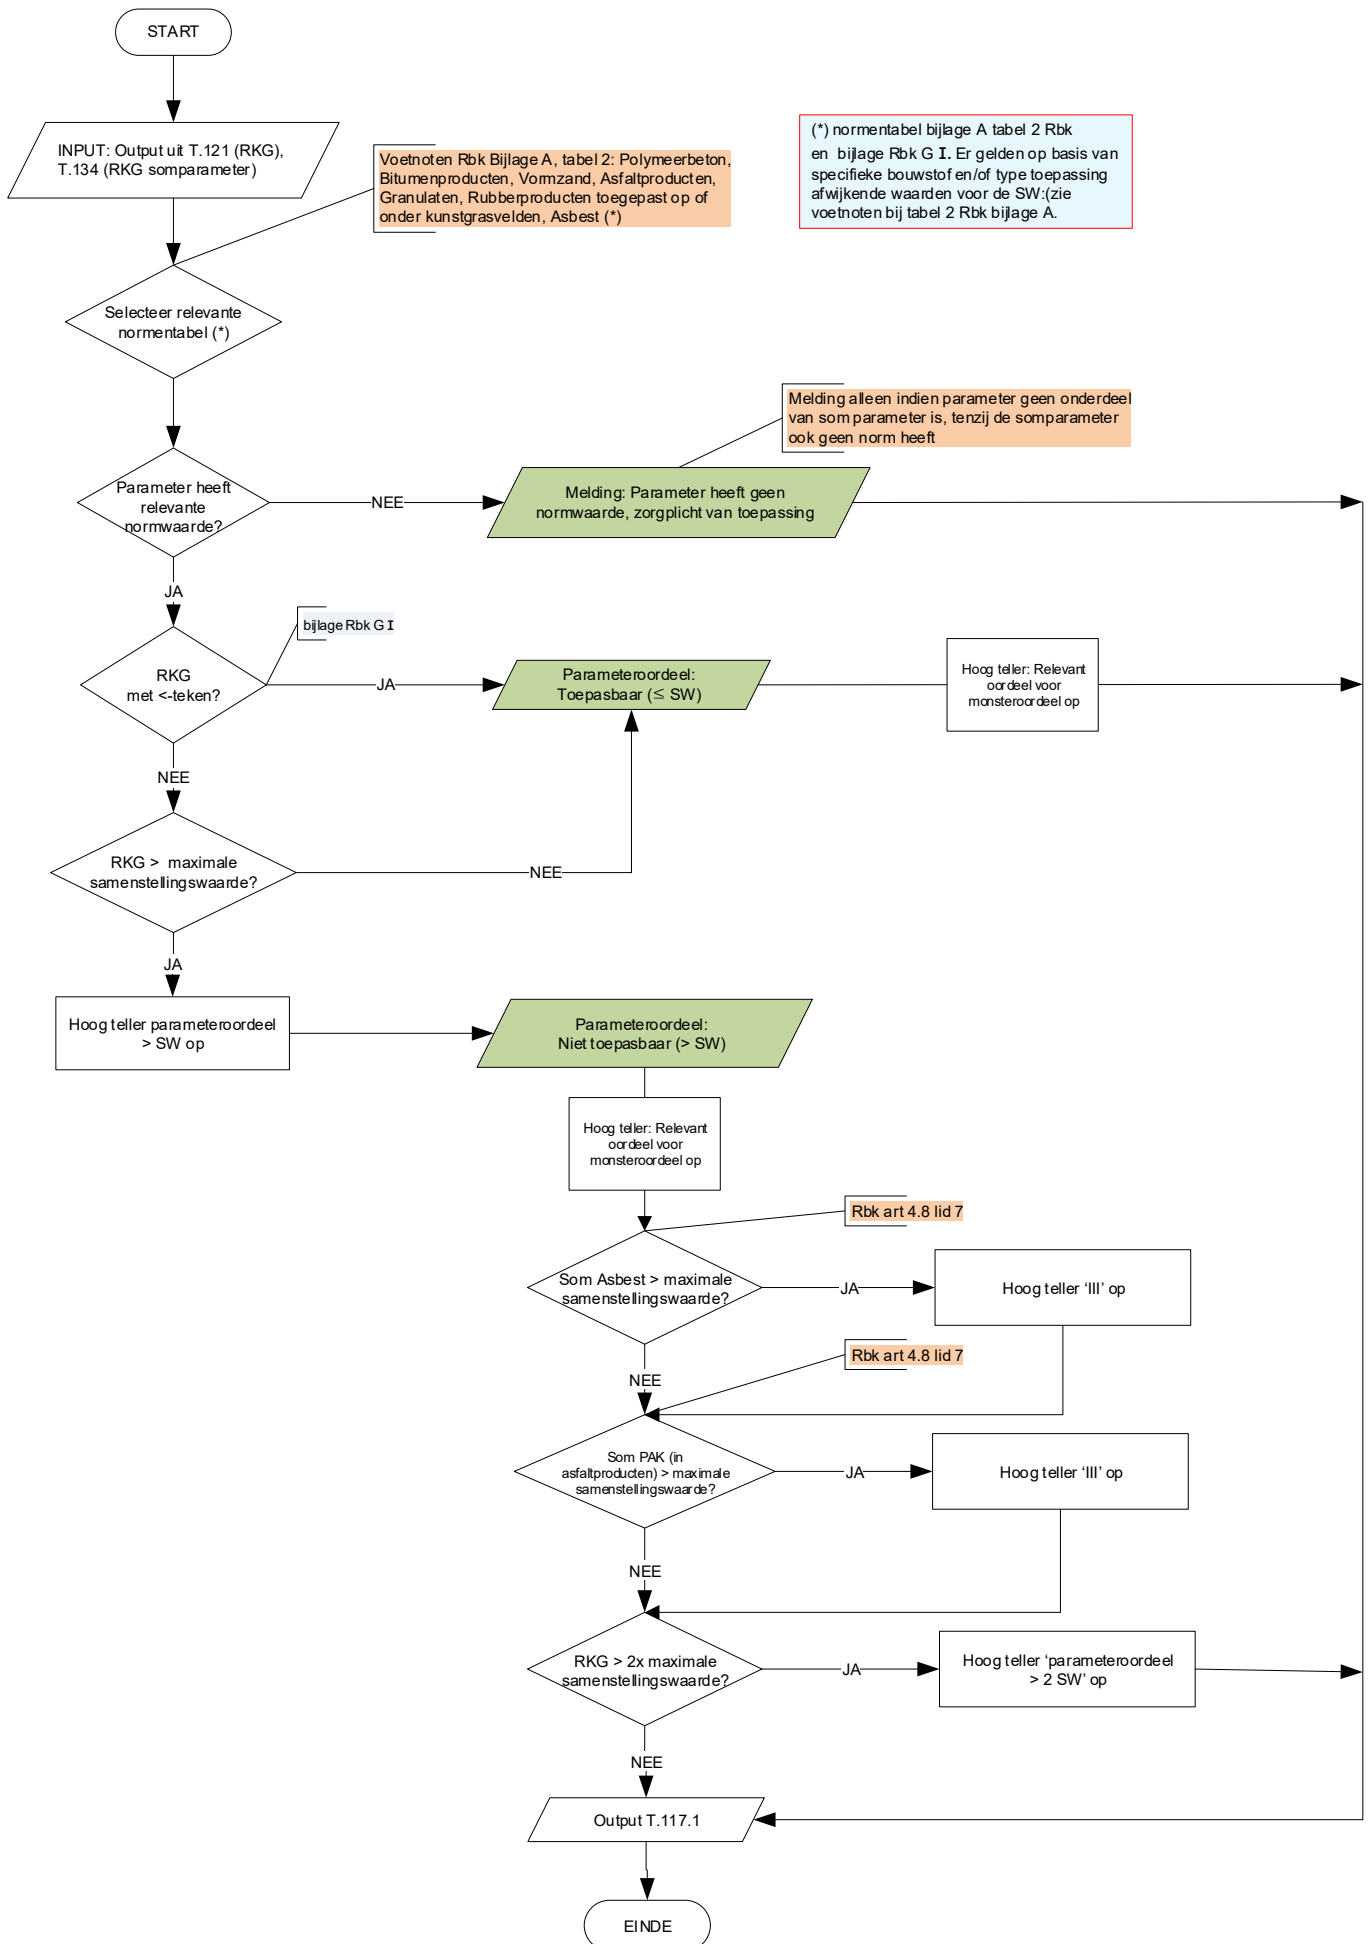 START
INPUT: Output uit T.121 (RKG),
T.134 (RKG somparameter)
Voetnoten Rbk Bijlage A, tabel 2: Polymeerbeton,
Bitumenproducten, Vormzand, Asfaltproducten,
Granulaten, Rubberproducten toegepast op of
onder kunstgrasvelden, Asbest (*)
(*) normentabel bijlage A tabel 2 Rbk
en bijlage Rbk G I. Er gelden op basis van
specifieke bouwstof en/of type toepassing
afwijkende waarden voor de SW:(zie
voetnoten bij tabel 2 Rbk bijlage A.
Selecteer relevante
normentabel (*)
Melding alleen indien parameter geen onderdeel
van som parameter is, tenzij de somparameter
ook geen norm heeft
Parameter heeft
relevante
normwaarde?
NEE
Melding: Parameter heeft geen
normwaarde, zorgplicht van toepassing
JA
bijlage Rbk G I
RKG
met <-teken?
JA
Parameteroordeel:
Toepasbaar (≤ SW)
Hoog teller: Relevant
oordeel voor
monsteroordeel op
NEE
RKG > maximale
samenstellingswaarde?
NEE
JA
Hoog teller parameteroordeel
> SW op
Parameteroordeel:
Niet toepasbaar (> SW)
Hoog teller: Relevant
oordeel voor
monsteroordeel op
Rbk art 4.8 lid 7
Som Asbest > maximale
samenstellingswaarde?
JA
Hoog teller ‘III’ op
Rbk art 4.8 lid 7
NEE
Som PAK (in
asfaltproducten) > maximale
samenstellingswaarde?
JA
Hoog teller ‘III’ op
NEE
RKG > 2x maximale
samenstellingswaarde?
JA
Hoog teller ‘parameteroordeel
> 2 SW’ op
NEE
Output T.117.1
EINDE